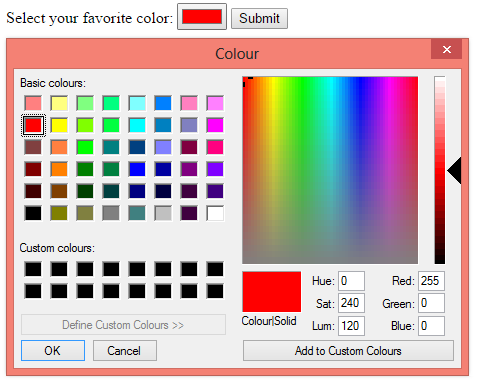 Select your favorite color: Submit
Colour
Basic colours:
Custom colours:
Define Custom Colours >>
OK Cancel
Colour|Solid
Hue: 0 Red: 255
Sat: 240 Green: 0
Lum: 120 Blue: 0
Add to Custom Colours